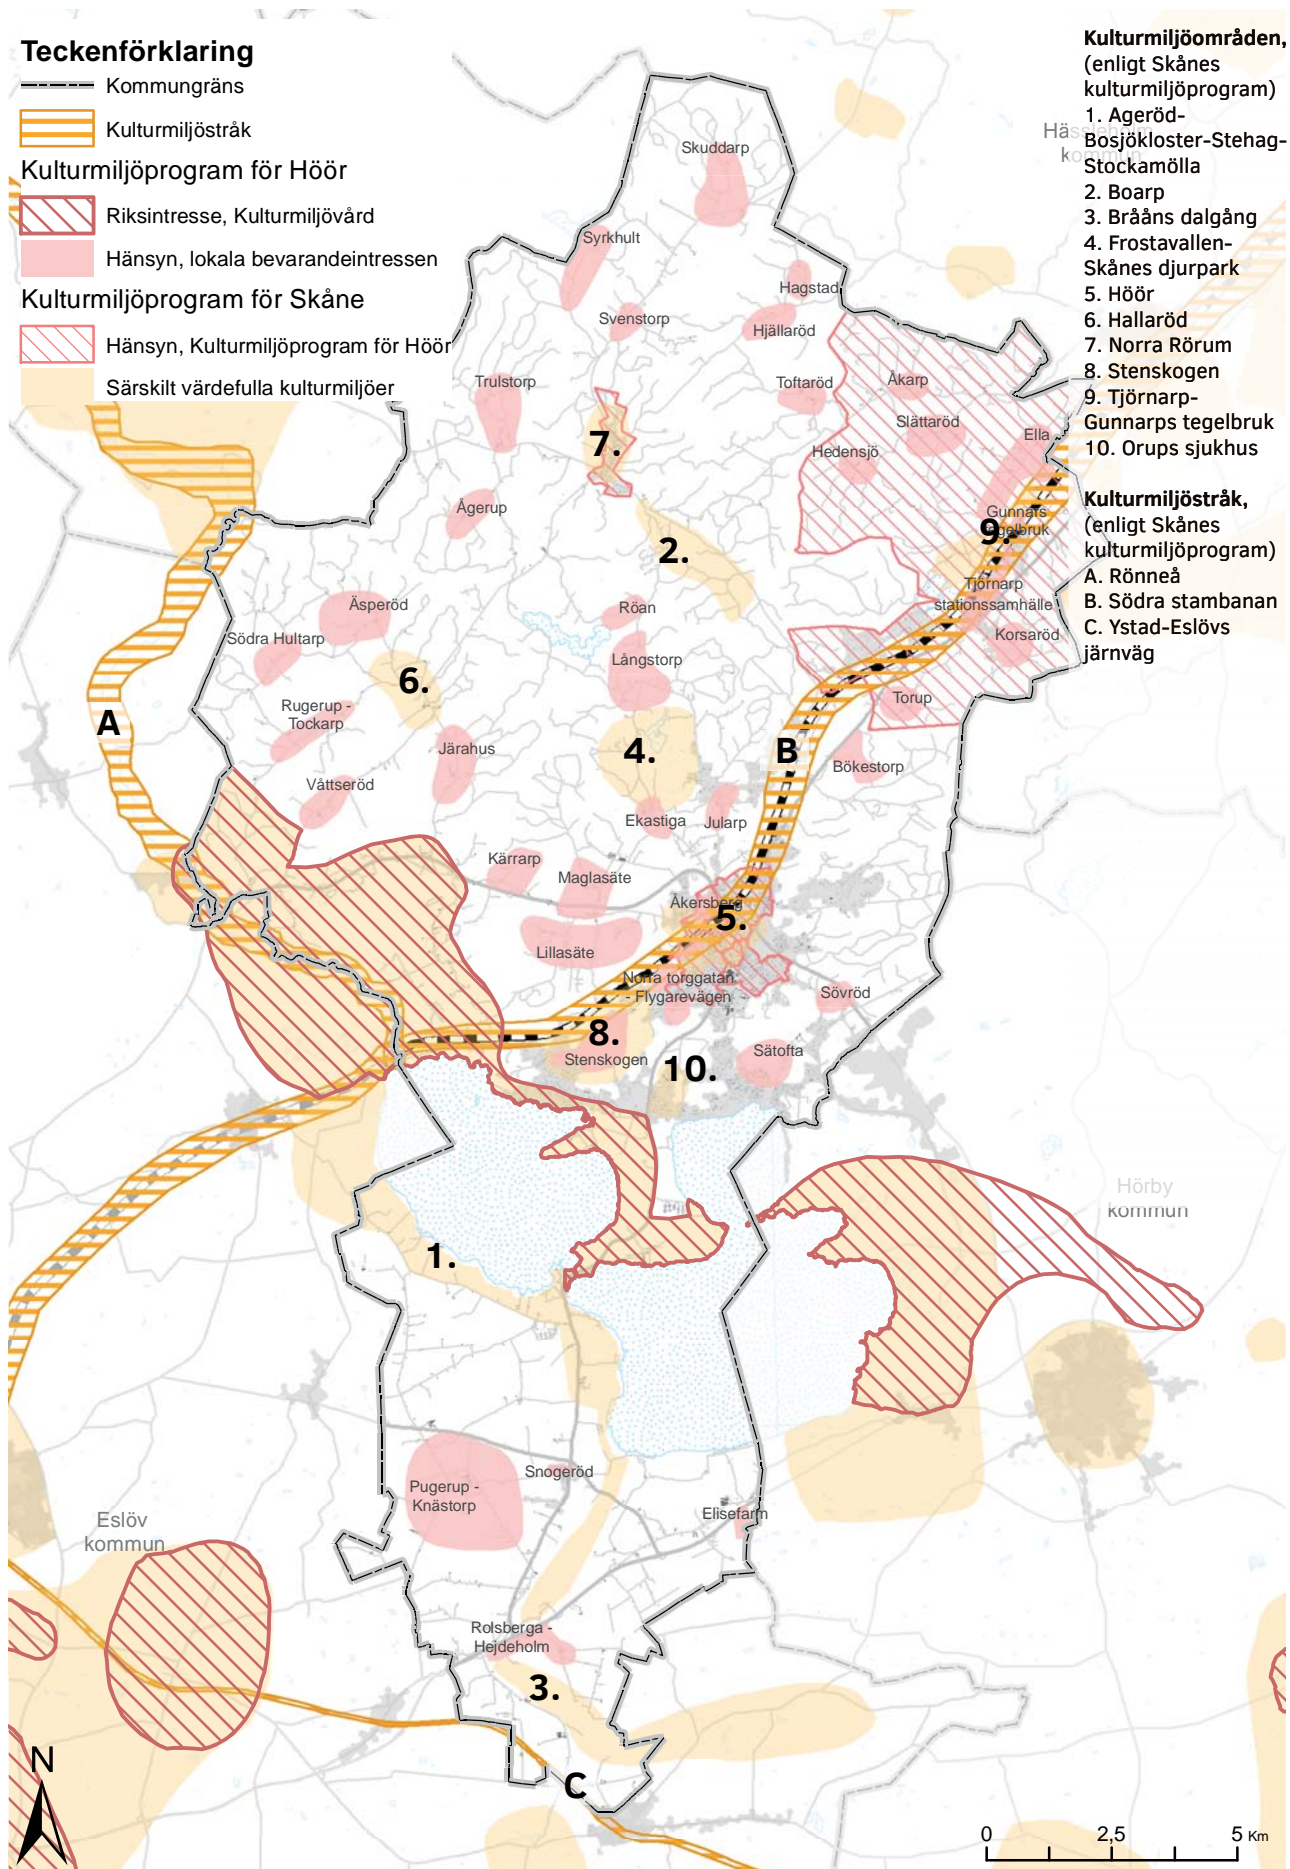 Teckenförklaring
Kommungräns
Kulturmiljöstråk
Kulturmiljöprogram för Höör
Riksintresse, Kulturmiljövård
Hänsyn, lokala bevarandeintressen
Kulturmiljöprogram för Skåne
Hänsyn, Kulturmiljöprogram för Höör
Särskilt värdefulla kulturmiljöer
Kulturmiljöområden,
(enligt Skånes
kulturmiljöprogram)
1. Ageröd-
Bosjökloster-Stehag-
Stockamölla
2. Boarp
3. Brååns dalgång
4. Frostavallen-
Skånes djurpark
5. Höör
6. Hallaröd
7. Norra Rörum
8. Stenskogen
9. Tjörnarp-
Gunnarps tegelbruk
10. Orups sjukhus
Kulturmiljöstråk,
(enligt Skånes
kulturmiljöprogram)
A. Rönneå
B. Södra stambanan
C. Ystad-Eslövs
järnväg
Hässleholm
kommun
Skuddarp
Syrkhult
Hagstad
Svenstorp
Hjällaröd
Trulstorp
Toftaröd
Åkarp
Slättaröd
Ella
7.
Hedensjö
Ågerup
Gunnars
tegelbruk
9.
2.
Tjörnarp
stationssamhälle
Äsperöd
Röan
Södra Hultarp
Korsaröd
Långstorp
6.
Rugerup -
Tockarp
Torup
A
4.
B
Järahus
Bökestorp
Våttseröd
Ekastiga
Jularp
Kärrarp
Maglasäte
Åkersberg
5.
Lillasäte
Norra torggatan
- Flygarevägen
Sövröd
8.
Stenskogen
10.
Sätofta
Hörby
kommun
1.
Snogeröd
Pugerup -
Knästorp
Elisefarm
Eslöv
kommun
Rolsberga -
Hejdeholm
3.
C
N
0
2,5
5 Km